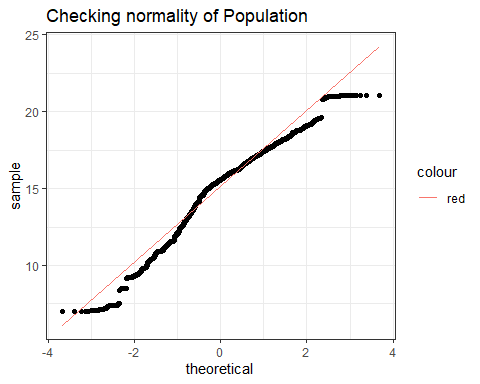 Checking normality of Population
25
20
15
10
sample
-4
-2
0
2
4
theoretical
colour
red